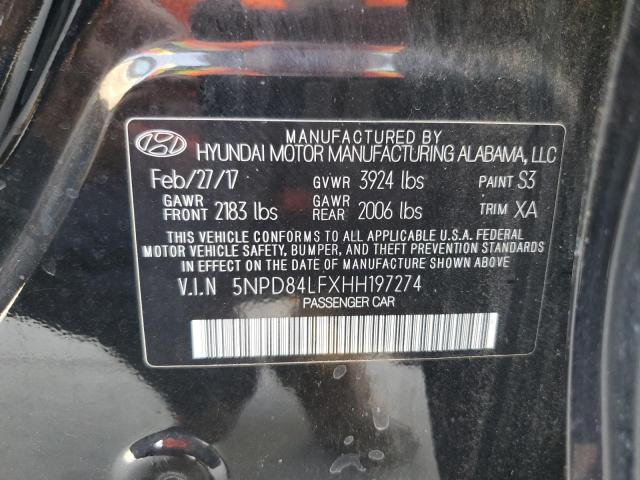 MANUFACTURED BY
HYUNDAI MOTOR MANUFACTURING ALABAMA, LLC
Feb/27/17 GVWR 3924 lbs PAINT S3
GAWR FRONT 2183 lbs GAWR REAR 2006 lbs TRIM XA
THIS VEHICLE CONFORMS TO ALL APPLICABLE U.S.A. FEDERAL
MOTOR VEHICLE SAFETY, BUMPER, AND THEFT PREVENTION STANDARDS
IN EFFECT ON THE DATE OF MANUFACTURE SHOWN ABOVE
V.I.N 5NPD84LFXHH197274
PASSENGER CAR